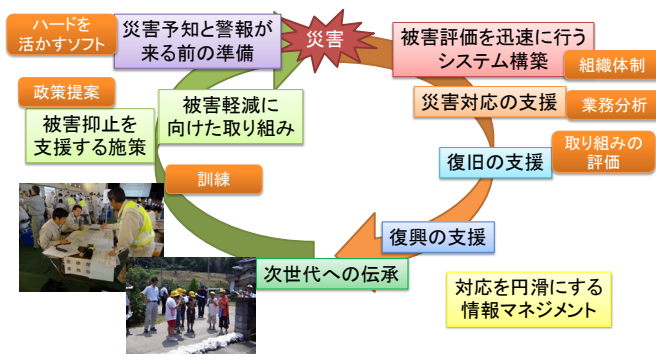 ハードを
活かすソフト
災害予知と警報が
来る前の準備
災害
被害評価を迅速に行う
システム構築
組織体制
政策提案
被害軽減に
向けた取り組み
災害対応の支援
業務分析
被害抑止を
支援する施策
復旧の支援
取り組みの
評価
訓練
復興の支援
次世代への伝承
対応を円滑にする
情報マネジメント